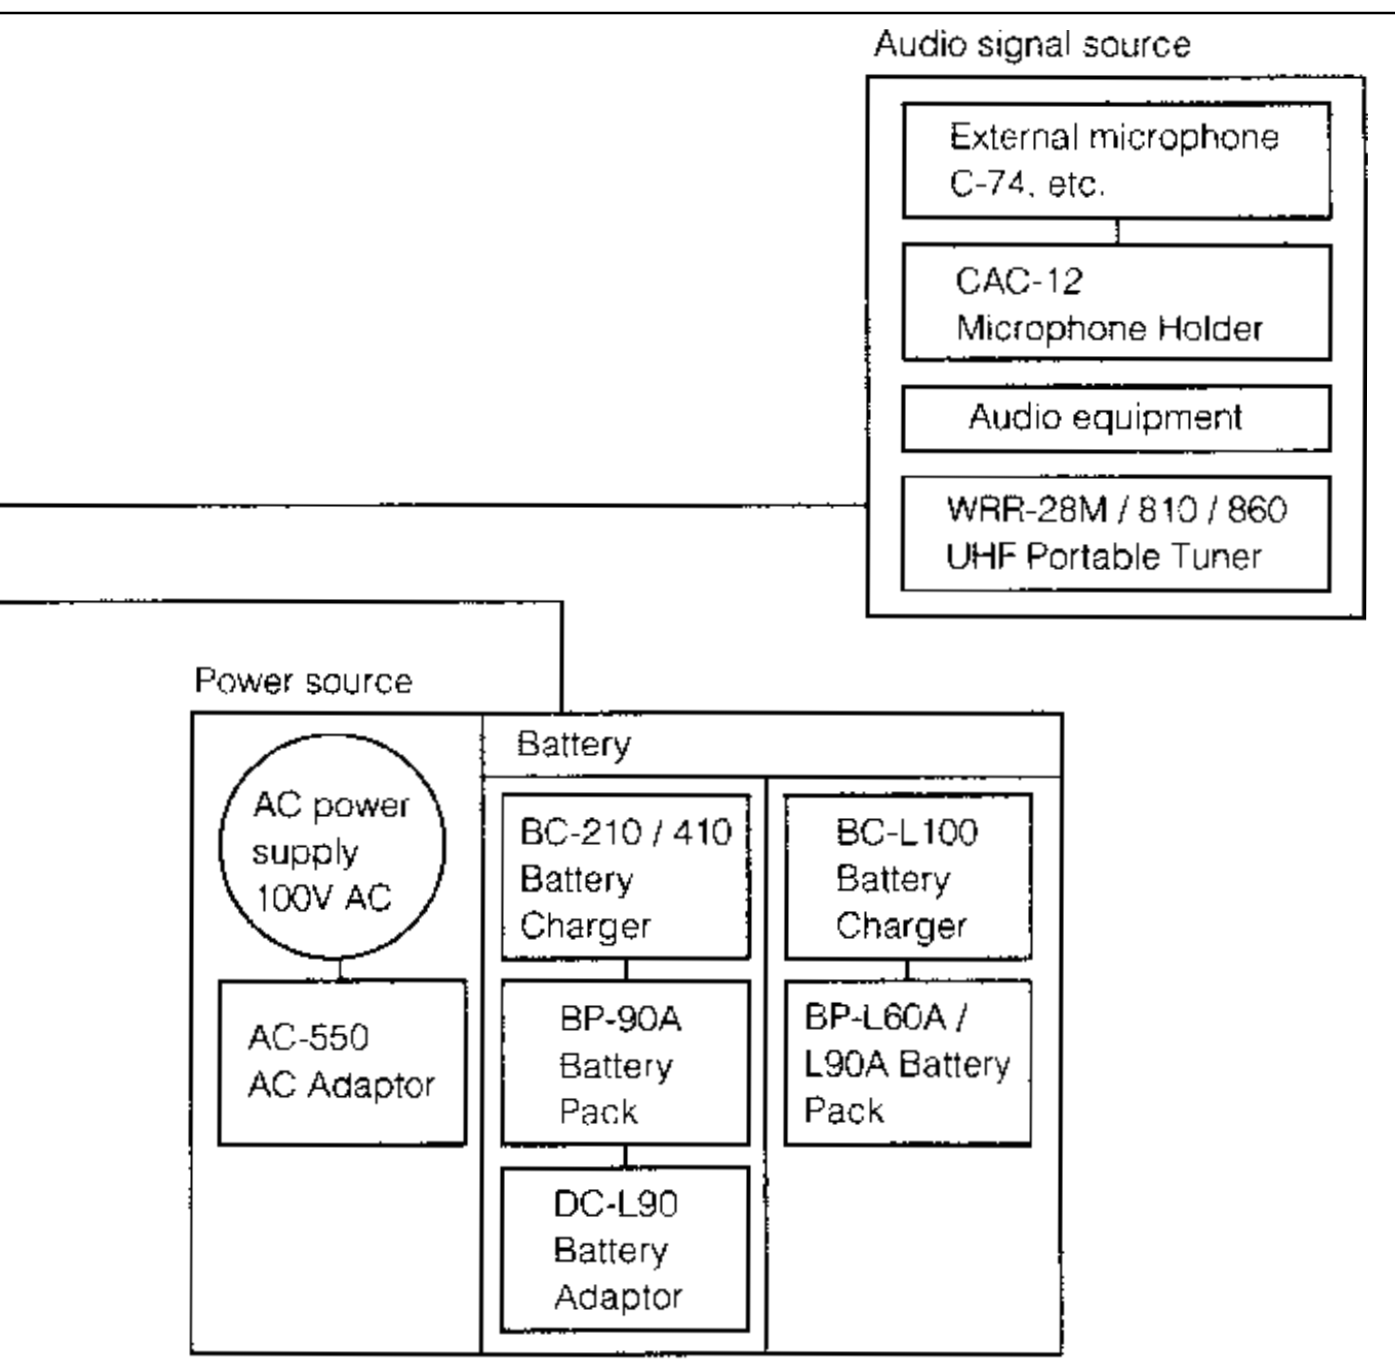 Audio signal source
External microphone
C-74, etc.
CAC-12
Microphone Holder
Audio equipment
WRR-28M / 810 / 860
UHF Portable Tuner
Power source
AC power
supply
100V AC
AC-550
AC Adaptor
Battery
BC-210 / 410
Battery
Charger
BP-90A
Battery
Pack
DC-L90
Battery
Adaptor
BC-L100
Battery
Charger
BP-L60A /
L90A Battery
Pack